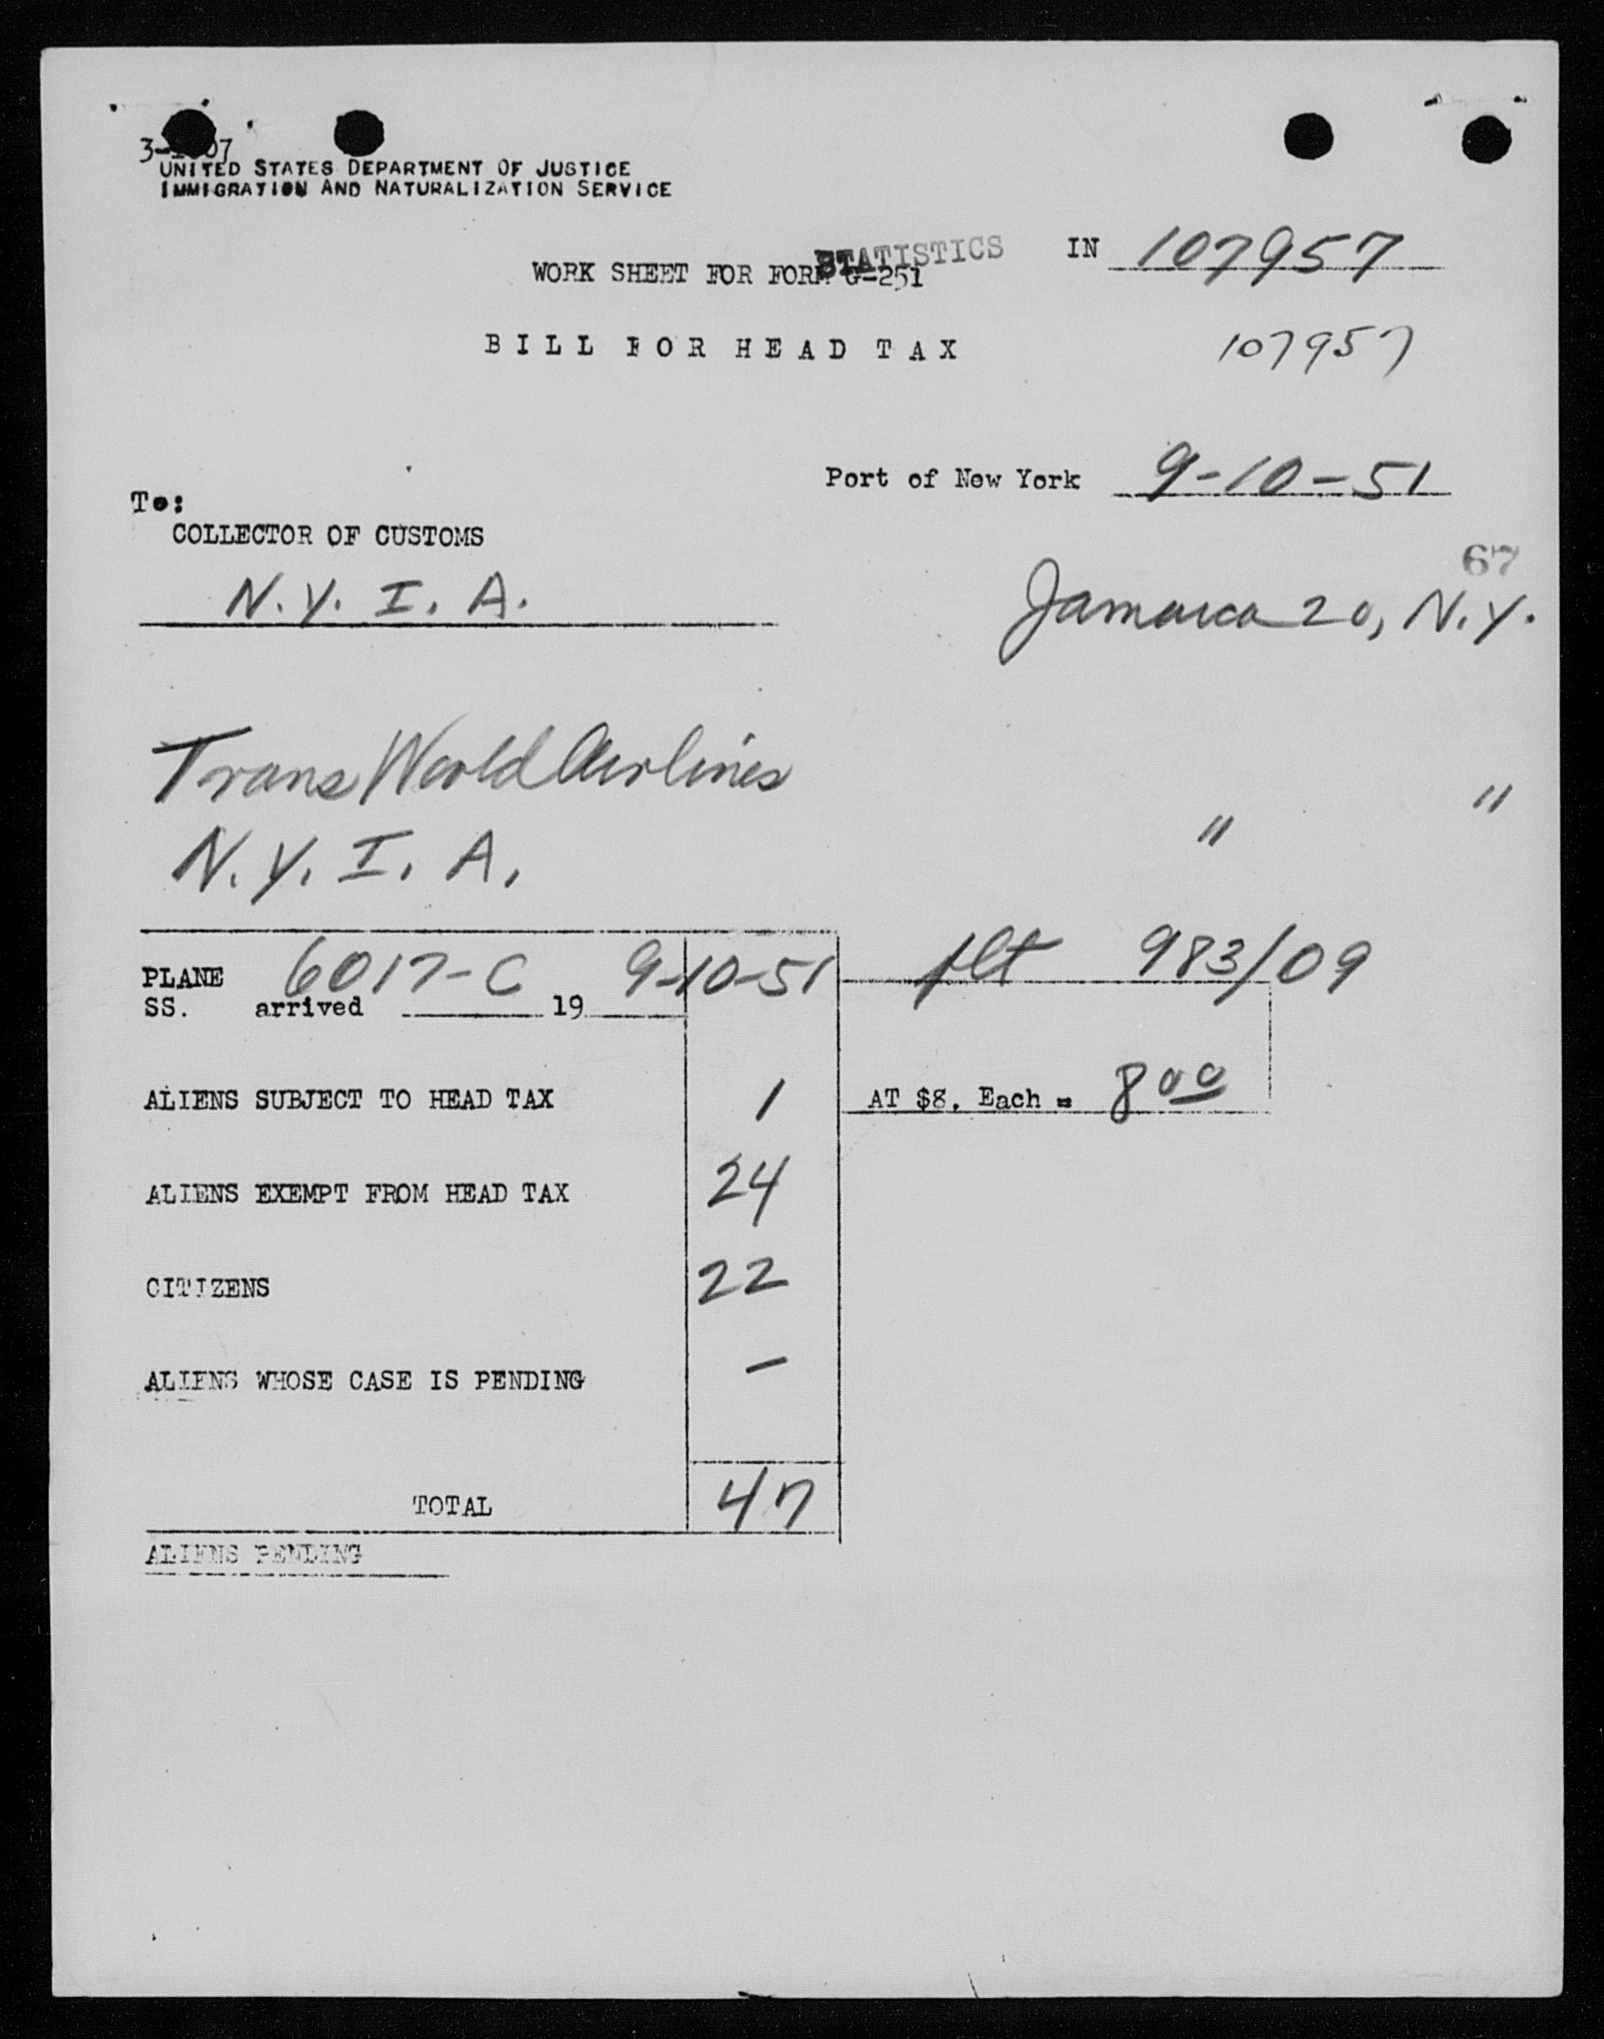 UNITED STATES DEPARTMENT OF JUSTICE
IMMIGRATION AND NATURALIZATION SERVICE
STATISTICS
IN 107957
WORK SHEET FOR FORM G-251
BILL FOR HEAD TAX
107957
Port of New York 9-10-51
To:
COLLECTOR OF CUSTOMS
67
N.Y. I. A.
Jamaica 20, N.Y.
Trans World Airlines
" "
N.Y. I. A.
PLANE 6017-C 9-10-51 flt 983/09
SS. arrived 19
ALIENS SUBJECT TO HEAD TAX 1 AT $8. Each = 8 00
ALIENS EXEMPT FROM HEAD TAX 24
CITIZENS 22
ALIENS WHOSE CASE IS PENDING -
TOTAL 47
ALIENS PENDING